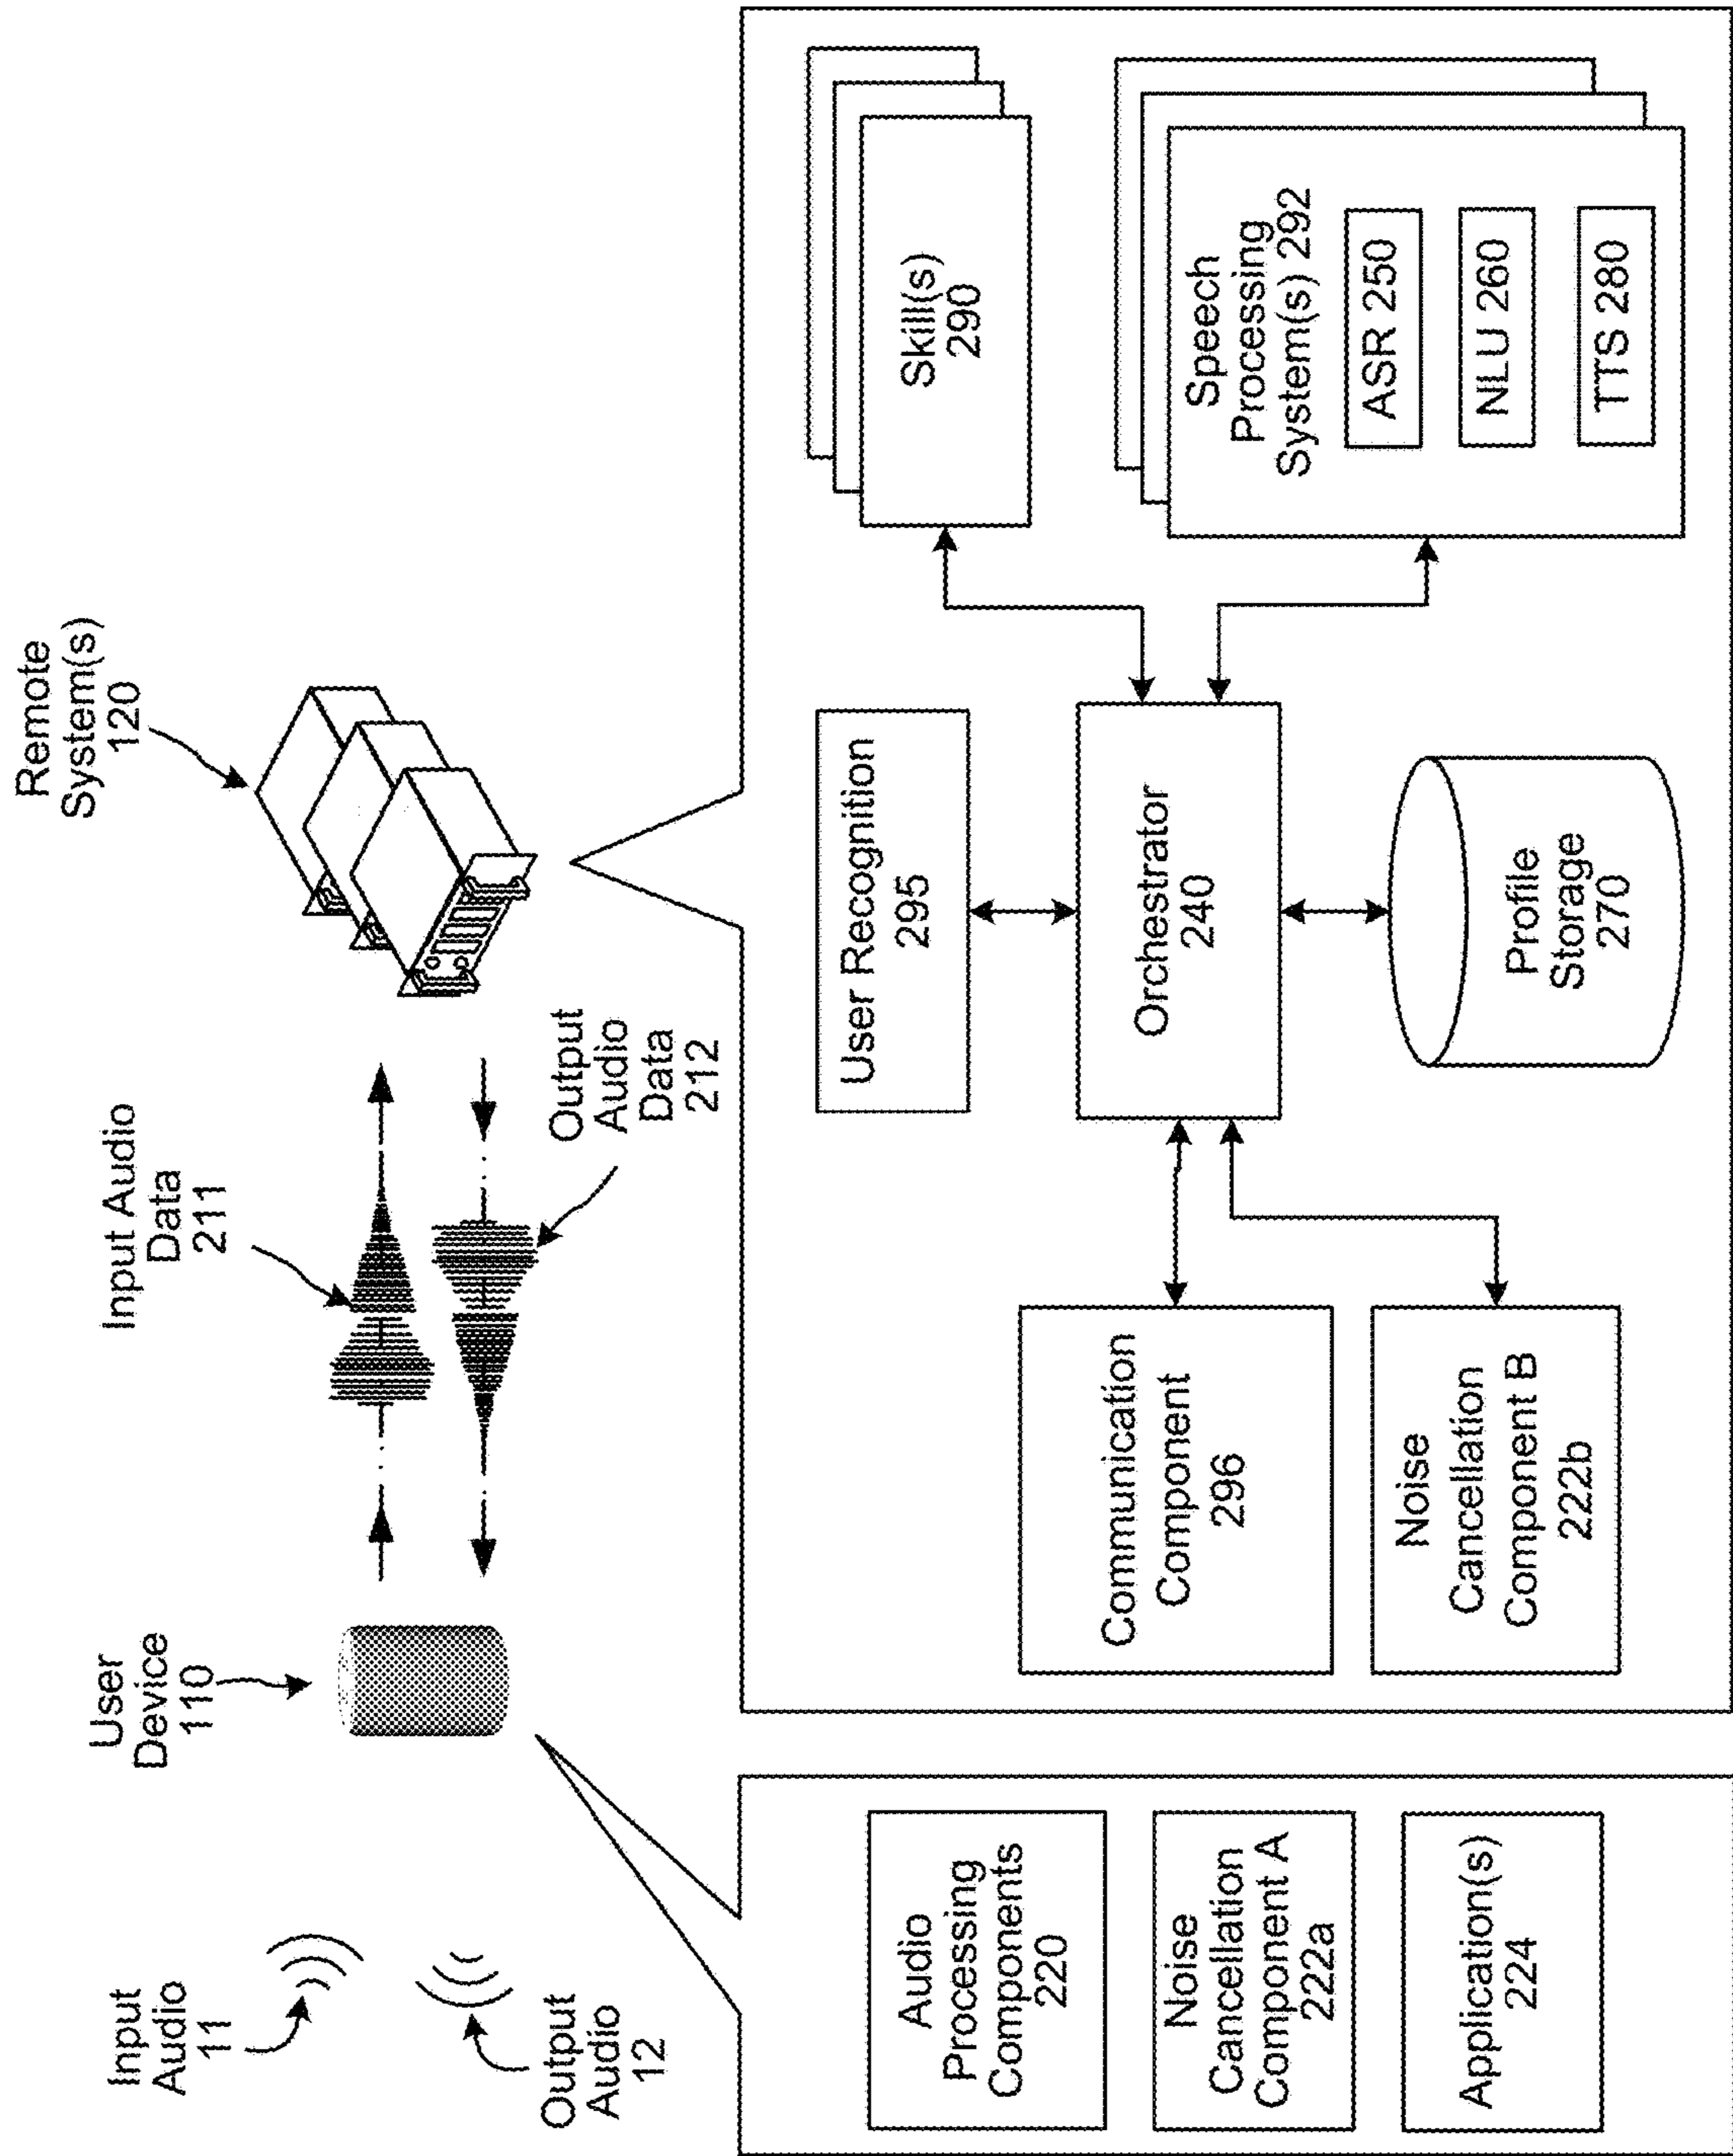 Input
Audio
11
Output
Audio
12
User
Device
110
Input Audio
Data
211
Output
Audio
Data
212
Remote
System(s)
120
Audio
Processing
Components
220
Noise
Cancellation
Component A
222a
Application(s)
224
Communication
Component
296
Noise
Cancellation
Component B
222b
User Recognition
295
Orchestrator
240
Profile
Storage
270
Skill(s)
290
Speech
Processing
System(s) 292
ASR 250
NLU 260
TTS 280